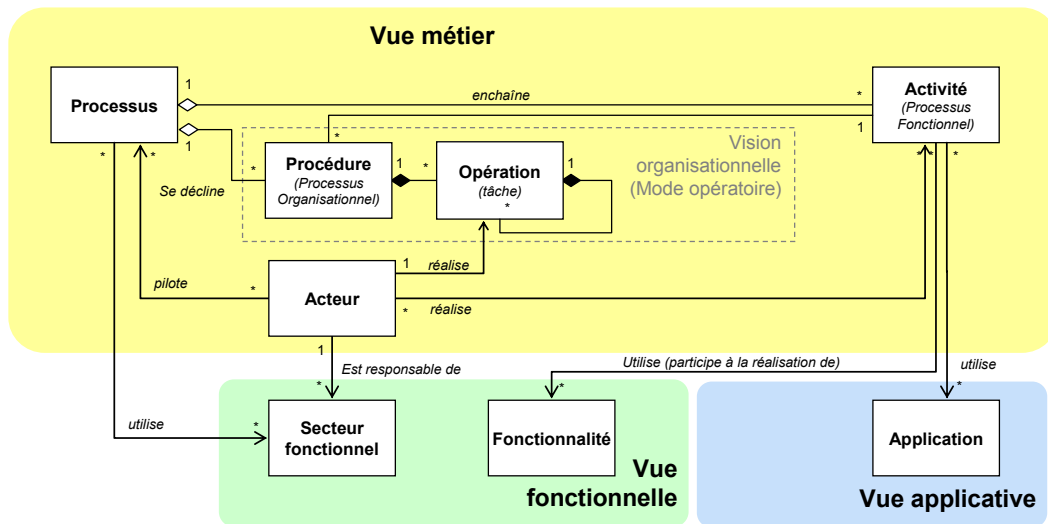 Vue métier
Processus
1
enchaîne
*
Activité
(Processus
Fonctionnel)
1
*
1
*
*
*
Procédure
(Processus
Organisationnel)
1
*
Opération
(tâche)
*
1
Vision
organisationnelle
(Mode opératoire)
*
*
*
Se décline
pilote
*
Acteur
1
réalise
*
réalise
1
Est responsable de
*
Utilise (participe à la réalisation de)
*
utilise
*
utilise
*
Secteur
fonctionnel
Fonctionnalité
Application
Vue
fonctionnelle
Vue applicative